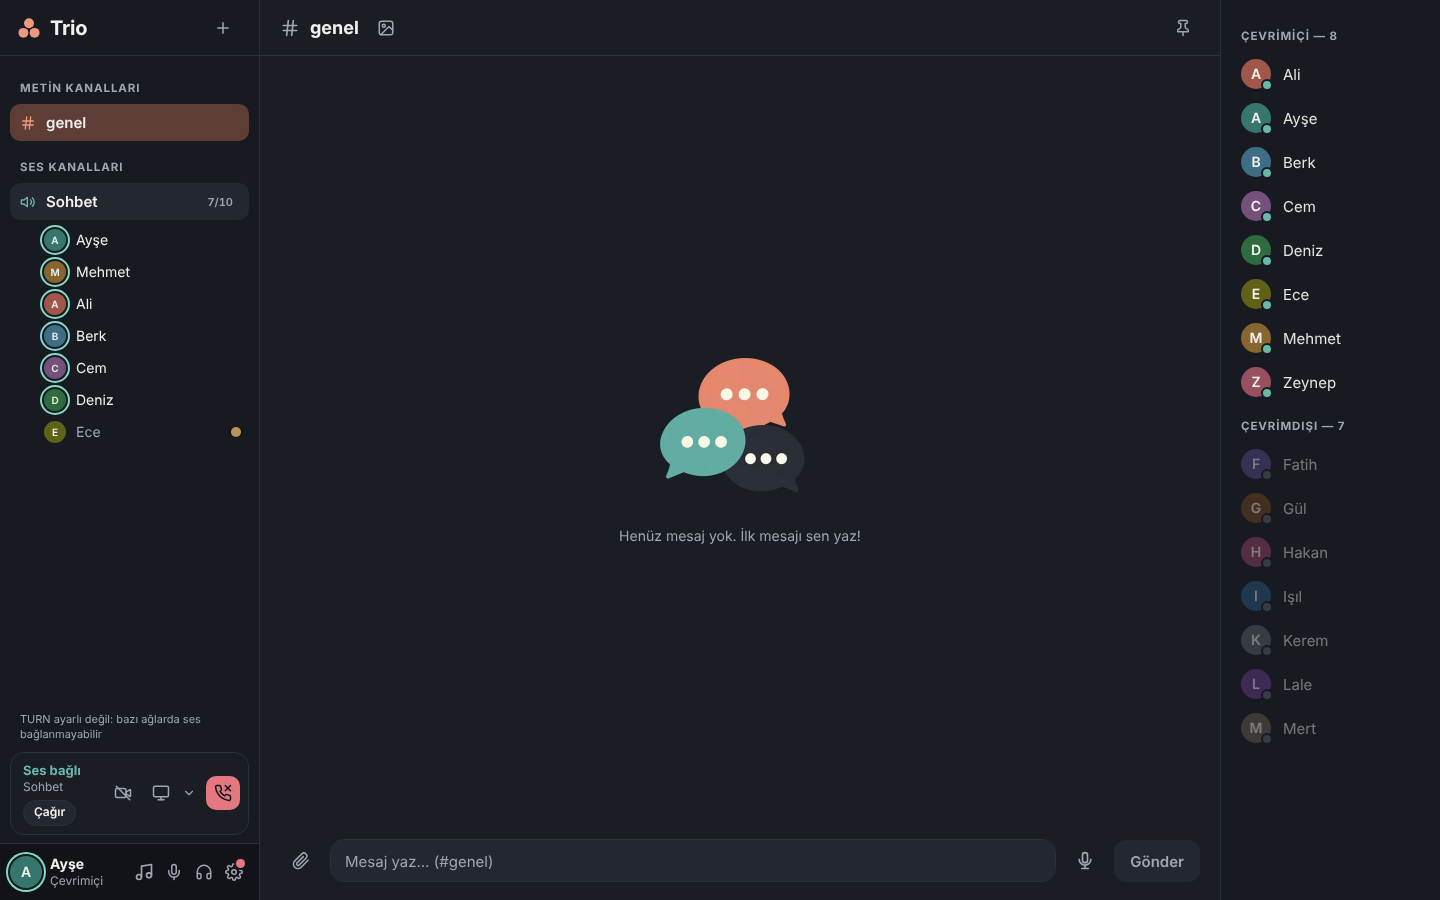 Trio
METİN KANALLARI
genel
SES KANALLARI
Sohbet 7/10
A Ayşe
M Mehmet
A Ali
B Berk
C Cem
D Deniz
E Ece
TURN ayarlı değil: bazı ağlarda ses
bağlanmayabilir
Ses bağlı
Sohbet
Çağır
A Ayşe
Çevrimiçi
# genel
Henüz mesaj yok. İlk mesajı sen yaz!
Mesaj yaz... (#genel)
Gönder
ÇEVRİMİÇİ — 8
A Ali
A Ayşe
B Berk
C Cem
D Deniz
E Ece
M Mehmet
Z Zeynep
ÇEVRİMDIŞI — 7
F Fatih
G Gül
H Hakan
I Işıl
K Kerem
L Lale
M Mert